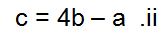 c = 4b – a  .ii